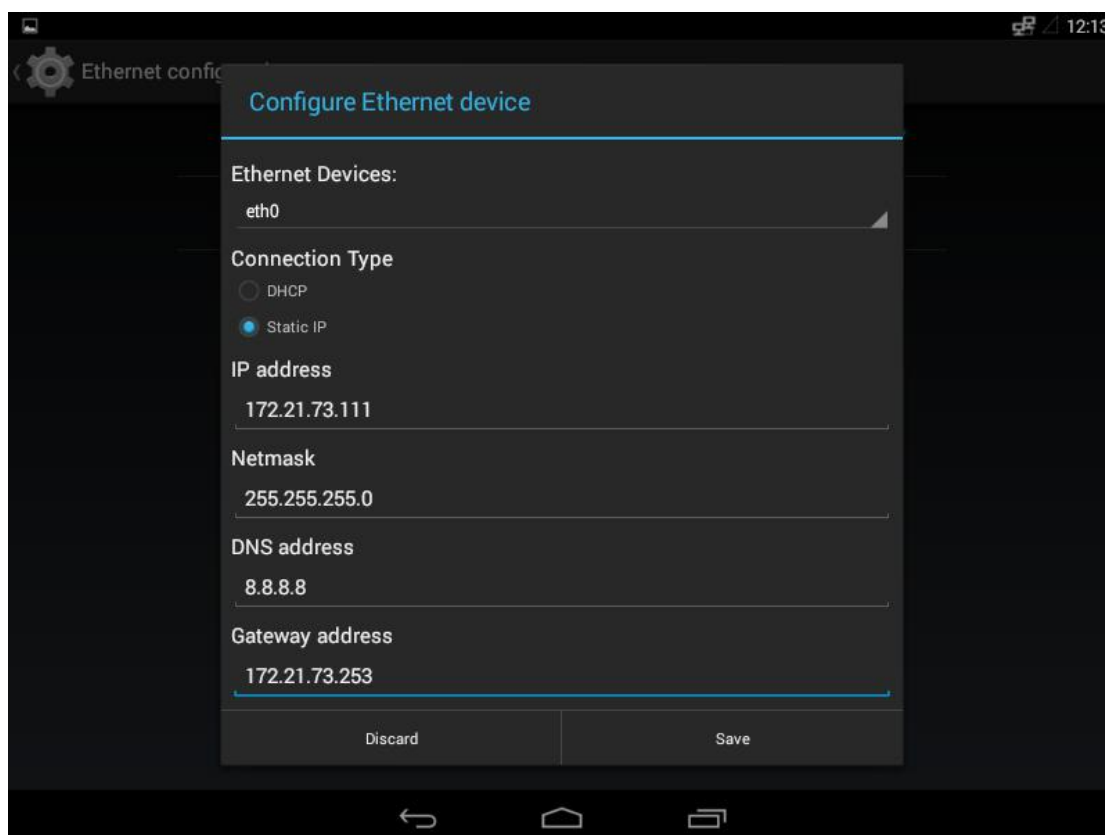 12:13
Ethernet config
Configure Ethernet device
Ethernet Devices:
eth0
Connection Type
DHCP
Static IP
IP address
172.21.73.111
Netmask
255.255.255.0
DNS address
8.8.8.8
Gateway address
172.21.73.253
Discard
Save